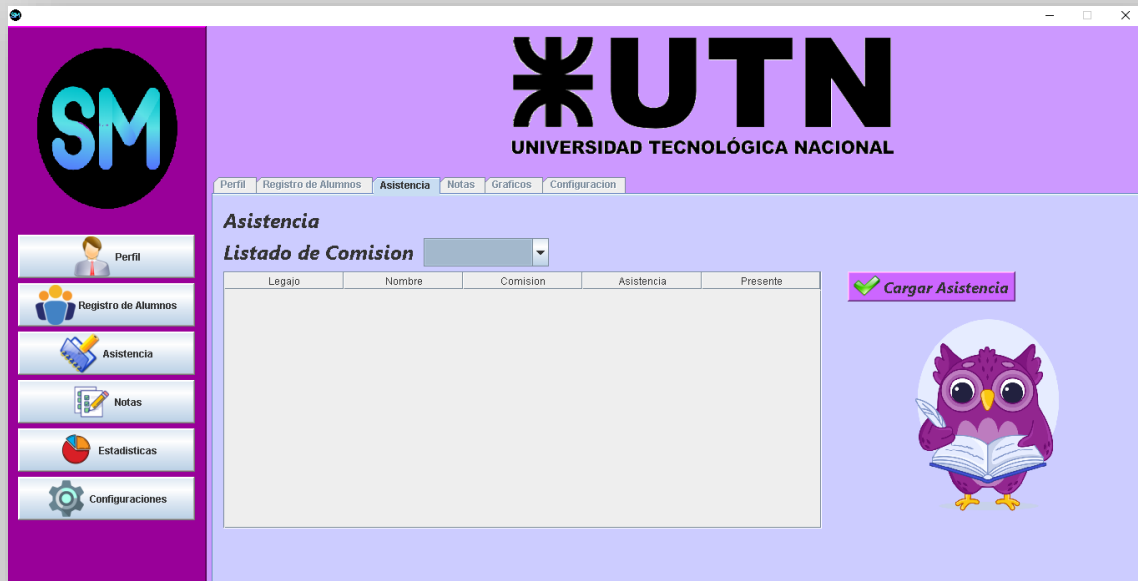 SM
UTN
UNIVERSIDAD TECNOLÓGICA NACIONAL
Perfil
Registro de Alumnos
Asistencia
Notas
Estadisticas
Configuraciones
Perfil Registro de Alumnos Asistencia Notas Graficos Configuracion
Asistencia
Listado de Comision
Legajo Nombre Comision Asistencia Presente
Cargar Asistencia